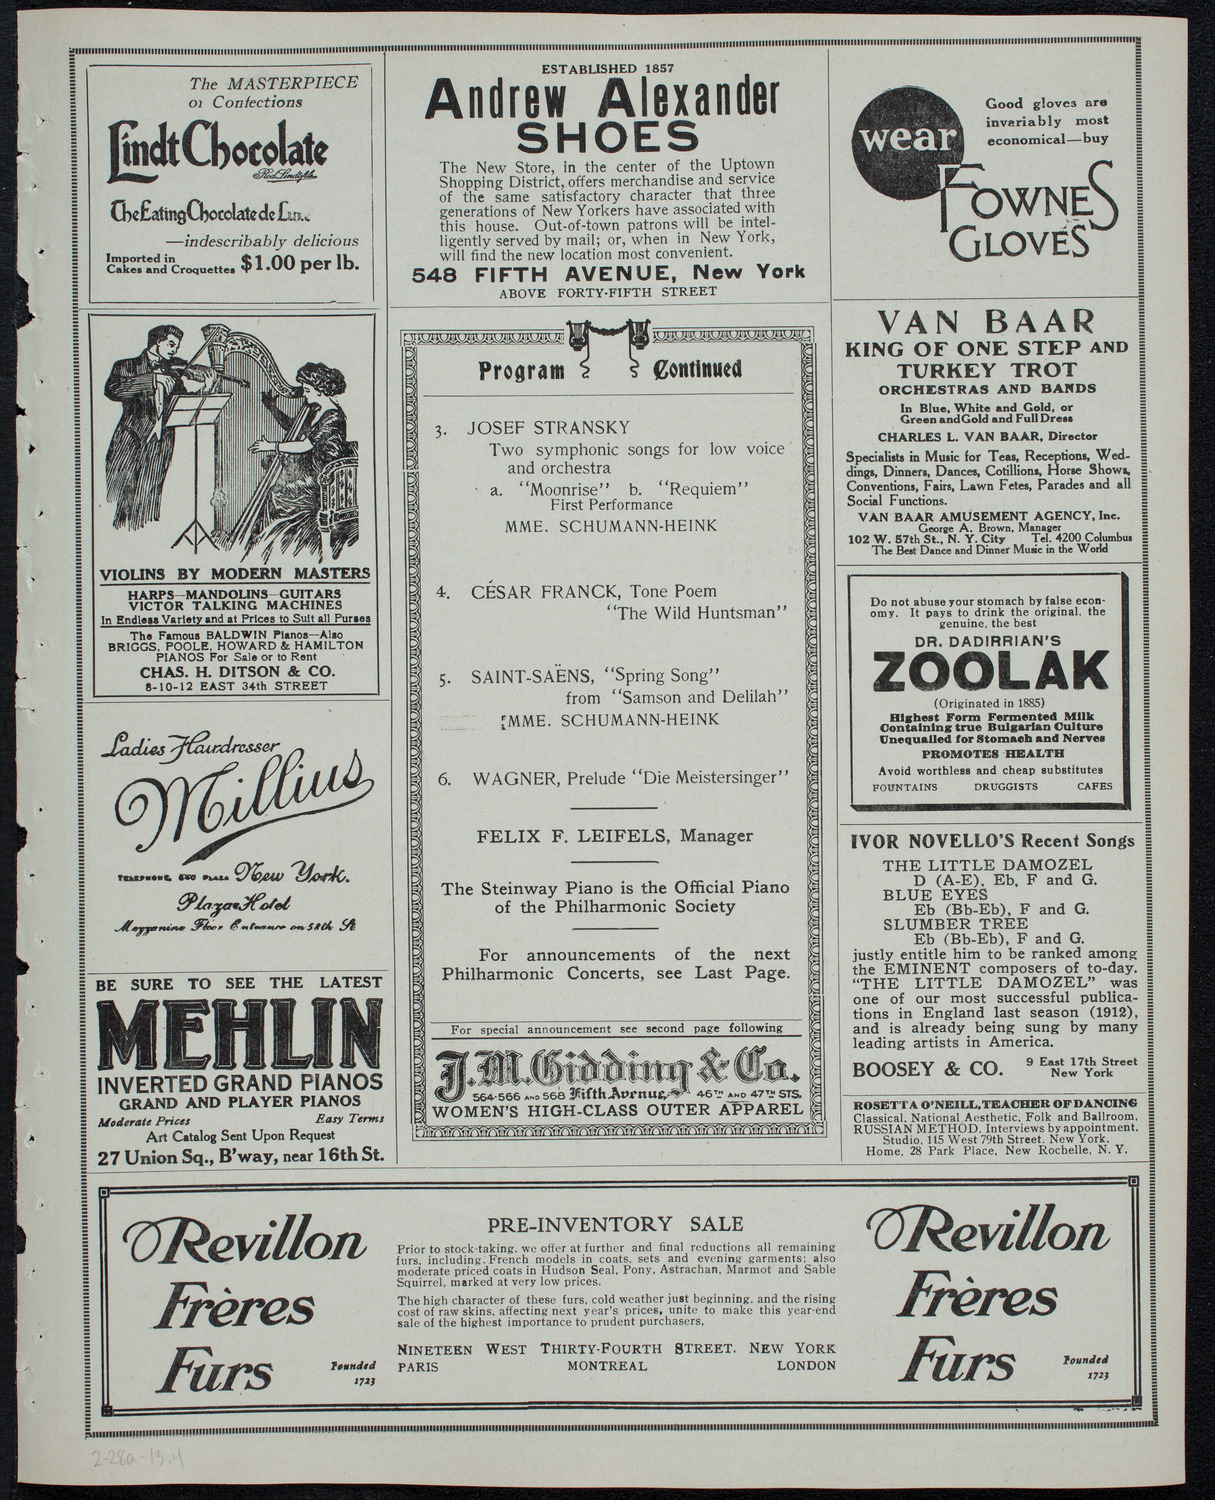 The MASTERPIECE
of Confections
Lindt Chocolate
Rod. Lindt fils
The Eating Chocolate de Luxe
—indescribably delicious
Imported in
Cakes and Croquettes $1.00 per lb.
ESTABLISHED 1857
Andrew Alexander
SHOES
The New Store, in the center of the Uptown
Shopping District, offers merchandise and service
of the same satisfactory character that three
generations of New Yorkers have associated with
this house. Out-of-town patrons will be intel-
ligently served by mail; or, when in New York,
will find the new location most convenient.
548 FIFTH AVENUE, New York
ABOVE FORTY-FIFTH STREET
wear
Good gloves are
invariably most
economical—buy
FOWNES
GLOVES
VIOLINS BY MODERN MASTERS
HARPS—MANDOLINS—GUITARS
VICTOR TALKING MACHINES
In Endless Variety and at Prices to Suit all Purses
The Famous BALDWIN Pianos—Also
BRIGGS, POOLE, HOWARD & HAMILTON
PIANOS For Sale or to Rent
CHAS. H. DITSON & CO.
8-10-12 EAST 34th STREET
Ladies Hairdresser
Millius
TELEPHONE, 640 PLAZA New York.
Plaza Hotel
Mezzanine Floor Entrance on 58th St
BE SURE TO SEE THE LATEST
MEHLIN
INVERTED GRAND PIANOS
GRAND AND PLAYER PIANOS
Moderate Prices Easy Terms
Art Catalog Sent Upon Request
27 Union Sq., B'way, near 16th St.
Program Continued
3. JOSEF STRANSKY
Two symphonic songs for low voice
and orchestra
a. "Moonrise" b. "Requiem"
First Performance
MME. SCHUMANN-HEINK
4. CÉSAR FRANCK, Tone Poem
"The Wild Huntsman"
5. SAINT-SAËNS, "Spring Song"
from "Samson and Delilah"
MME. SCHUMANN-HEINK
6. WAGNER, Prelude "Die Meistersinger"
FELIX F. LEIFELS, Manager
The Steinway Piano is the Official Piano
of the Philharmonic Society
For announcements of the next
Philharmonic Concerts, see Last Page.
For special announcement see second page following
J.M. Gidding & Co.
564-566 AND 568 Fifth Avenue 46TH AND 47TH STS.
WOMEN'S HIGH-CLASS OUTER APPAREL
VAN BAAR
KING OF ONE STEP AND
TURKEY TROT
ORCHESTRAS AND BANDS
In Blue, White and Gold, or
Green and Gold and Full Dress
CHARLES L. VAN BAAR, Director
Specialists in Music for Teas, Receptions, Wed-
dings, Dinners, Dances, Cotillions, Horse Shows,
Conventions, Fairs, Lawn Fetes, Parades and all
Social Functions.
VAN BAAR AMUSEMENT AGENCY, Inc.
George A. Brown, Manager
102 W. 57th St., N. Y. City Tel. 4200 Columbus
The Best Dance and Dinner Music in the World
Do not abuse your stomach by false econ-
omy. It pays to drink the original, the
genuine, the best
DR. DADIRRIAN'S
ZOOLAK
(Originated in 1885)
Highest Form Fermented Milk
Containing true Bulgarian Culture
Unequalled for Stomach and Nerves
PROMOTES HEALTH
Avoid worthless and cheap substitutes
FOUNTAINS DRUGGISTS CAFES
IVOR NOVELLO'S Recent Songs
THE LITTLE DAMOZEL
D (A-E), Eb, F and G.
BLUE EYES
Eb (Bb-Eb), F and G.
SLUMBER TREE
Eb (Bb-Eb), F and G.
justly entitle him to be ranked among
the EMINENT composers of to-day.
"THE LITTLE DAMOZEL" was
one of our most successful publica-
tions in England last season (1912),
and is already being sung by many
leading artists in America.
BOOSEY & CO. 9 East 17th Street
New York
ROSETTA O'NEILL, TEACHER OF DANCING
Classical, National Aesthetic, Folk and Ballroom,
RUSSIAN METHOD. Interviews by appointment.
Studio, 115 West 79th Street, New York.
Home, 28 Park Place, New Rochelle, N. Y.
Revillon
Frères
Furs
Founded
1723
PRE-INVENTORY SALE
Prior to stock-taking, we offer at further and final reductions all remaining
furs, including French models in coats, sets and evening garments; also
moderate priced coats in Hudson Seal, Pony, Astrachan, Marmot and Sable
Squirrel, marked at very low prices.
The high character of these furs, cold weather just beginning, and the rising
cost of raw skins, affecting next year's prices, unite to make this year-end
sale of the highest importance to prudent purchasers.
NINETEEN WEST THIRTY-FOURTH STREET, NEW YORK
PARIS MONTREAL LONDON
Revillon
Frères
Furs
Founded
1723
2-28a-13.4